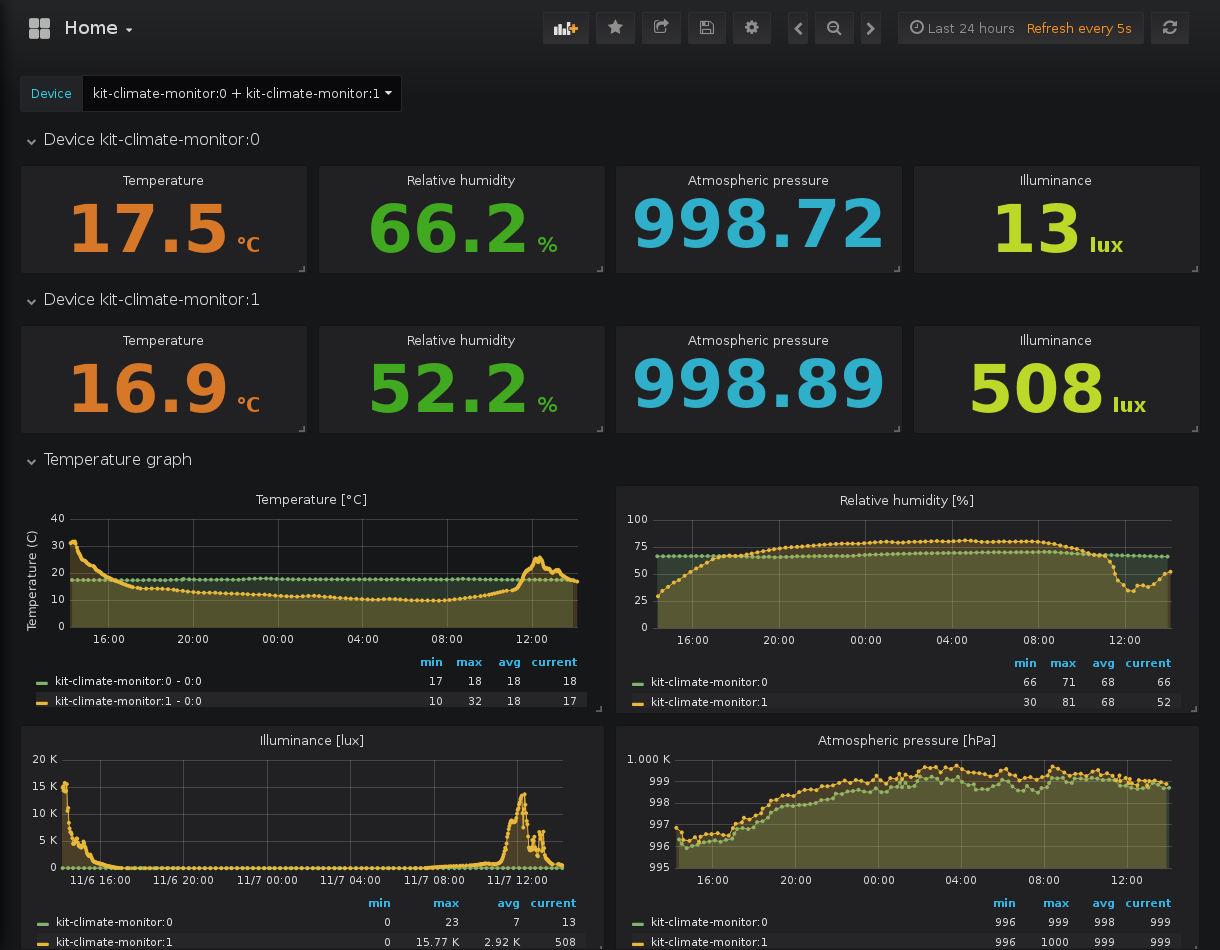 Home
Last 24 hours Refresh every 5s
Device kit-climate-monitor:0 + kit-climate-monitor:1
Device kit-climate-monitor:0
Temperature Relative humidity Atmospheric pressure Illuminance
17.5 °C 66.2 % 998.72 13 lux
Device kit-climate-monitor:1
Temperature Relative humidity Atmospheric pressure Illuminance
16.9 °C 52.2 % 998.89 508 lux
Temperature graph
Temperature [°C]
Temperature (C)
40
30
20
10
0
16:00 20:00 00:00 04:00 08:00 12:00
min max avg current
kit-climate-monitor:0 - 0:0 17 18 18 18
kit-climate-monitor:1 - 0:0 10 32 18 17
Relative humidity [%]
100
75
50
25
0
16:00 20:00 00:00 04:00 08:00 12:00
min max avg current
kit-climate-monitor:0 66 71 68 66
kit-climate-monitor:1 30 81 68 52
Illuminance [lux]
20 K
15 K
10 K
5 K
0
11/6 16:00 11/6 20:00 11/7 00:00 11/7 04:00 11/7 08:00 11/7 12:00
min max avg current
kit-climate-monitor:0 0 23 7 13
kit-climate-monitor:1 0 15.77 K 2.92 K 508
Atmospheric pressure [hPa]
1.000 K
999
998
997
996
995
16:00 20:00 00:00 04:00 08:00 12:00
min max avg current
kit-climate-monitor:0 996 999 998 999
kit-climate-monitor:1 996 1000 999 999